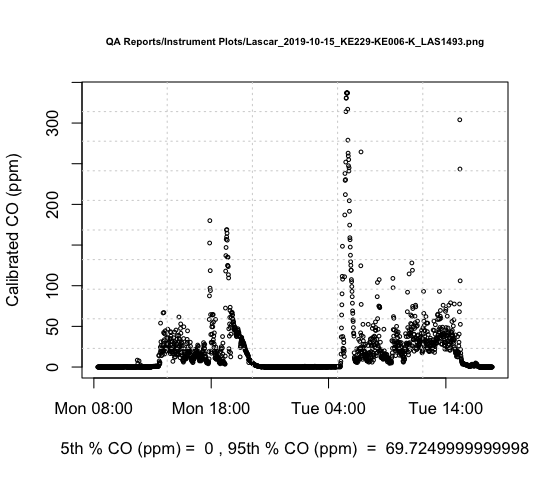 QA Reports/Instrument Plots/Lascar_2019-10-15_KE229-KE006-K_LAS1493.png
Calibrated CO (ppm)
300
200
100
50
0
Mon 08:00 Mon 18:00 Tue 04:00 Tue 14:00
5th % CO (ppm) = 0 , 95th % CO (ppm) = 69.7249999999998